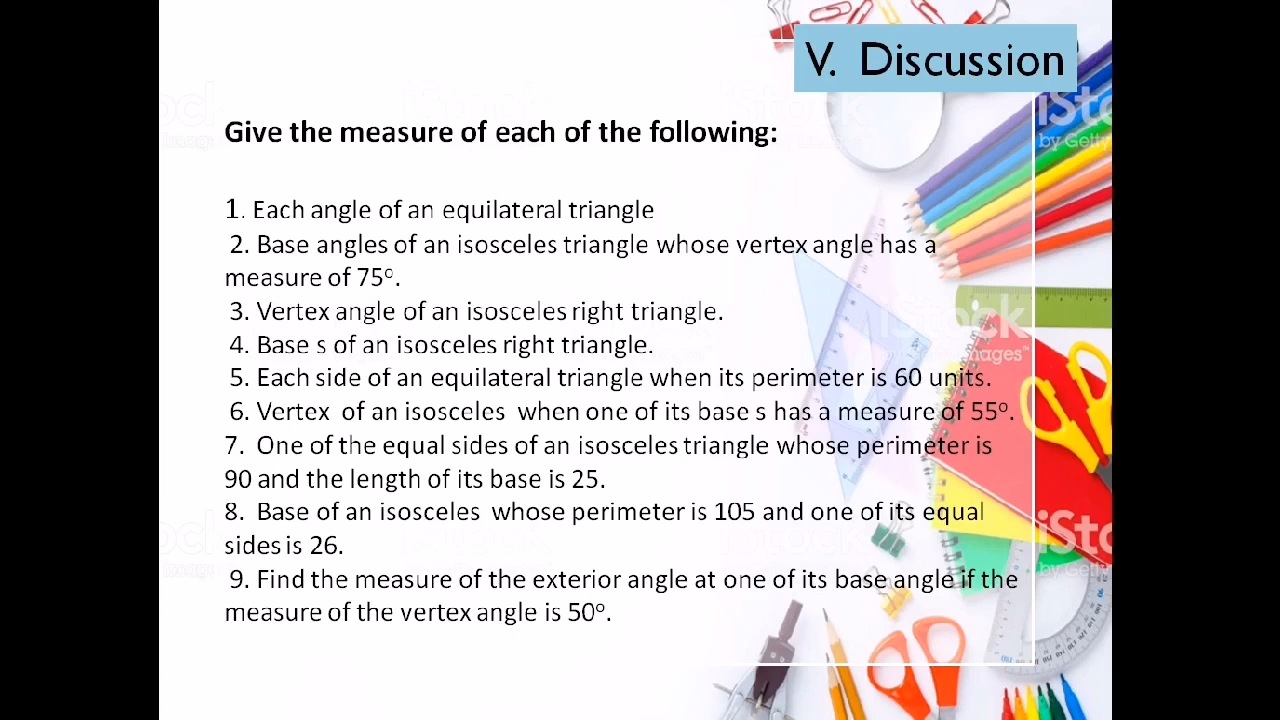 V. Discussion
Give the measure of each of the following:
1. Each angle of an equilateral triangle
2. Base angles of an isosceles triangle whose vertex angle has a
measure of 75°.
3. Vertex angle of an isosceles right triangle.
4. Base s of an isosceles right triangle.
5. Each side of an equilateral triangle when its perimeter is 60 units.
6. Vertex of an isosceles when one of its base s has a measure of 55°.
7. One of the equal sides of an isosceles triangle whose perimeter is
90 and the length of its base is 25.
8. Base of an isosceles whose perimeter is 105 and one of its equal
sides is 26.
9. Find the measure of the exterior angle at one of its base angle if the
measure of the vertex angle is 50°.
iStock